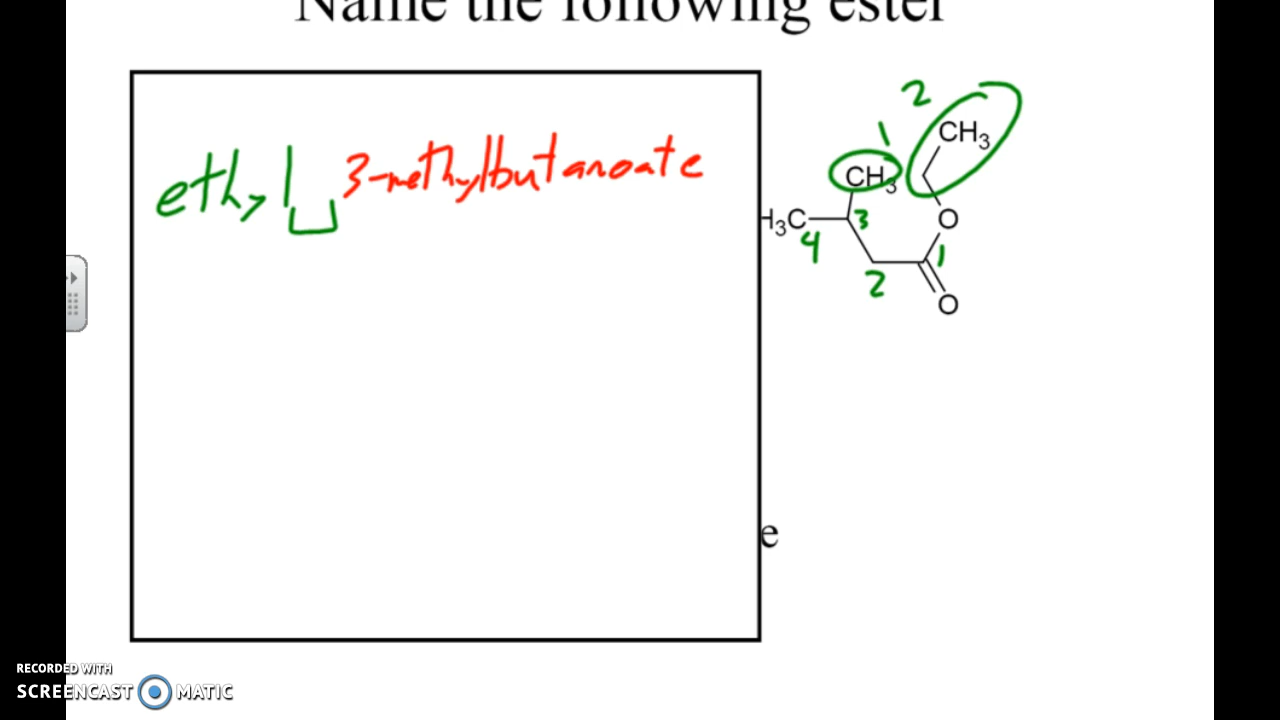 Name the following ester
ethyl 3-methylbutanoate
2
CH3
1
CH3
H3C
3
O
4
1
2
O
e
RECORDED WITH
SCREENCAST MATIC